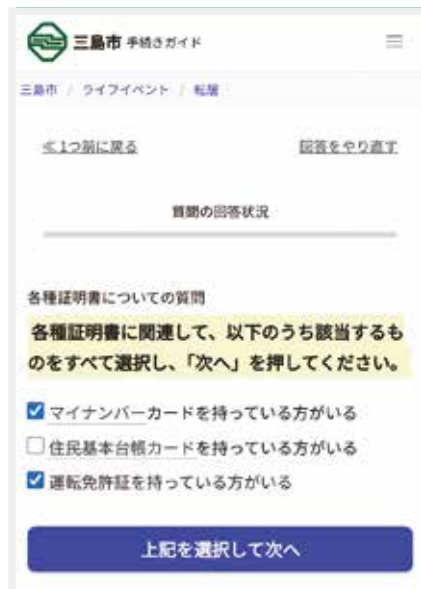 三島市 手続きガイド
三島市 / ライフイベント / 転居
≪1つ前に戻る
回答をやり直す
質問の回答状況
各種証明書についての質問
各種証明書に関連して、以下のうち該当するも
のをすべて選択し、「次へ」を押してください。
マイナンバーカードを持っている方がいる
住民基本台帳カードを持っている方がいる
運転免許証を持っている方がいる
上記を選択して次へ